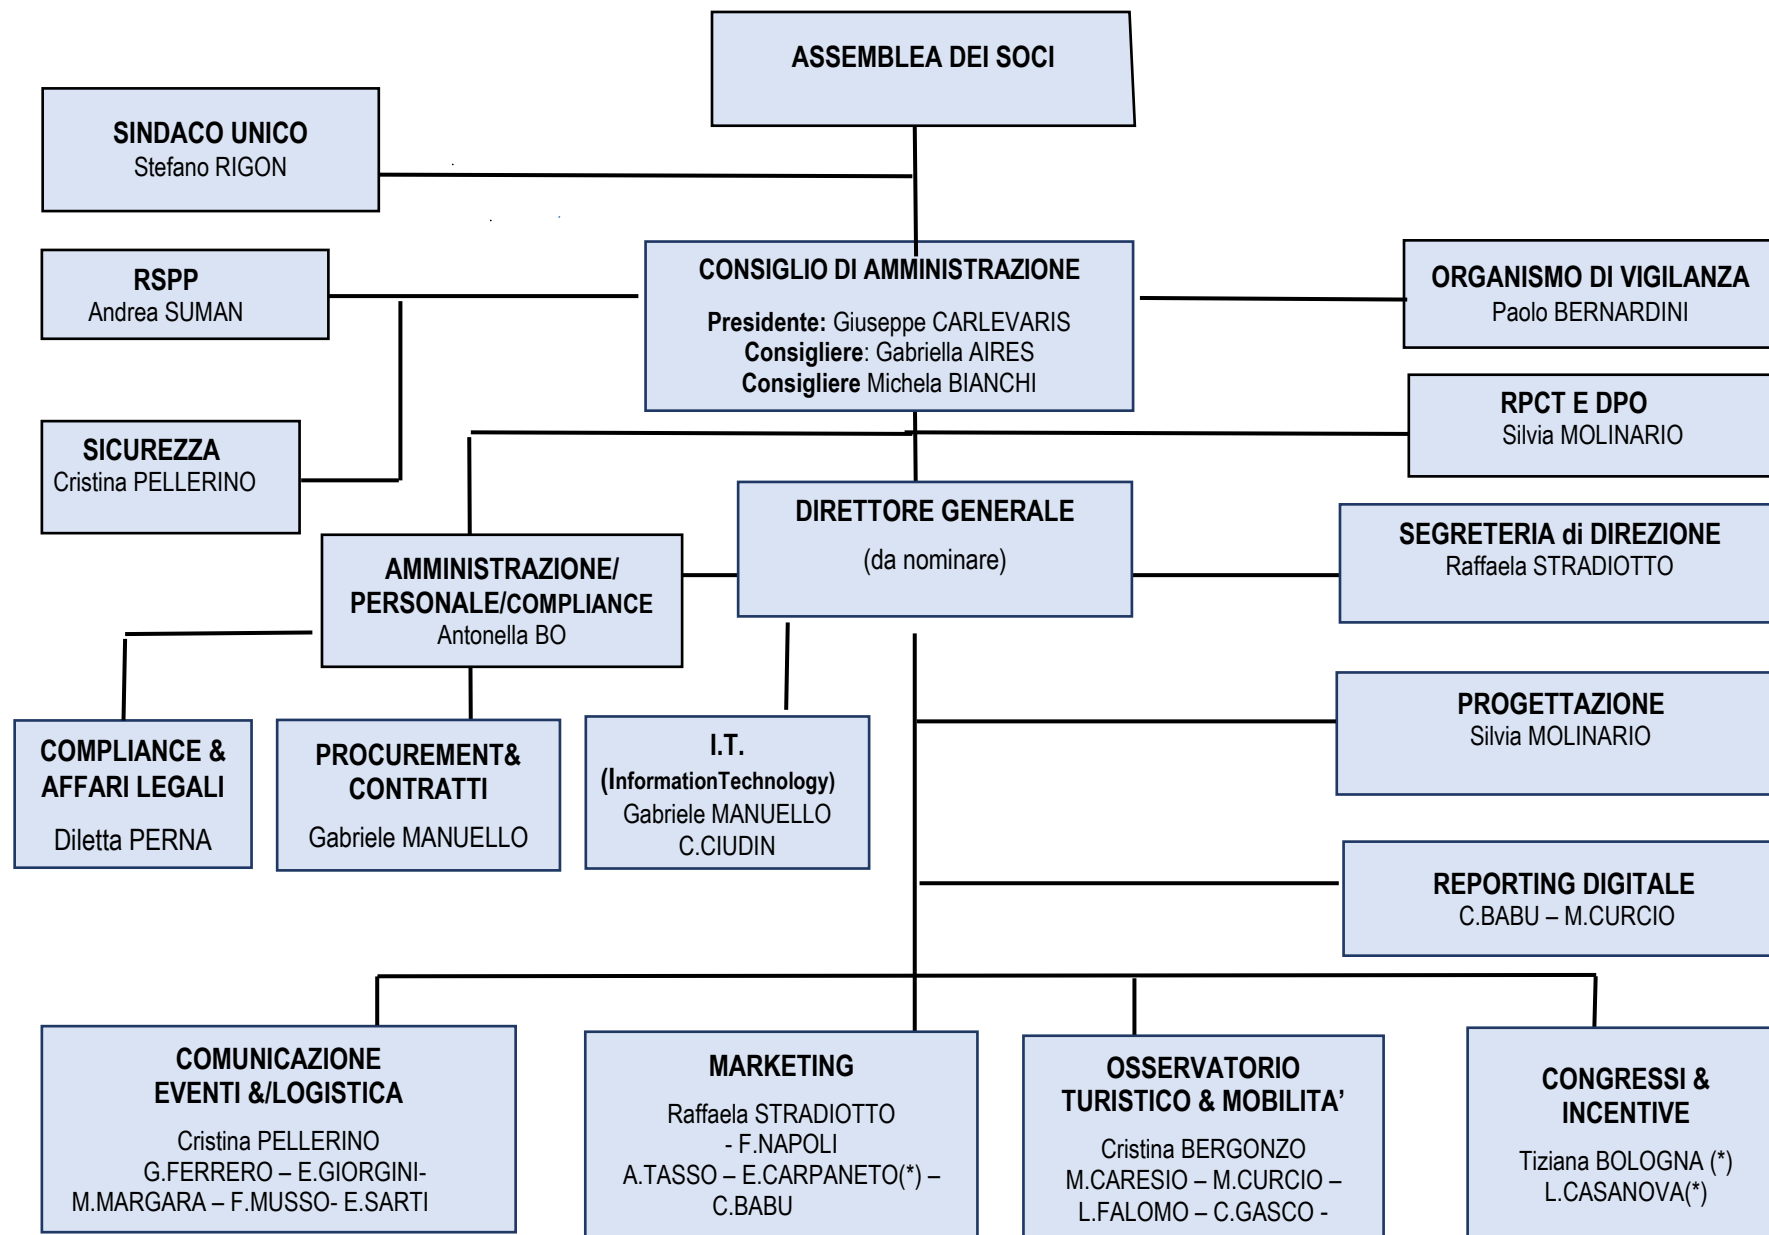 ASSEMBLEA DEI SOCI
SINDACO UNICO
Stefano RIGON
RSPP
Andrea SUMAN
CONSIGLIO DI AMMINISTRAZIONE
Presidente: Giuseppe CARLEVARIS
Consigliere: Gabriella AIRES
Consigliere Michela BIANCHI
ORGANISMO DI VIGILANZA
Paolo BERNARDINI
RPCT E DPO
Silvia MOLINARIO
SICUREZZA
Cristina PELLERINO
DIRETTORE GENERALE
(da nominare)
SEGRETERIA di DIREZIONE
Raffaela STRADIOTTO
AMMINISTRAZIONE/
PERSONALE/COMPLIANCE
Antonella BO
COMPLIANCE &
AFFARI LEGALI
Diletta PERNA
PROCUREMENT&
CONTRATTI
Gabriele MANUELLO
I.T.
(InformationTechnology)
Gabriele MANUELLO
C.CIUDIN
PROGETTAZIONE
Silvia MOLINARIO
REPORTING DIGITALE
C.BABU – M.CURCIO
COMUNICAZIONE
EVENTI &/LOGISTICA
Cristina PELLERINO
G.FERRERO – E.GIORGINI-
M.MARGARA – F.MUSSO- E.SARTI
MARKETING
Raffaela STRADIOTTO
- F.NAPOLI
A.TASSO – E.CARPANETO(*) –
C.BABU
OSSERVATORIO
TURISTICO & MOBILITA'
Cristina BERGONZO
M.CARESIO – M.CURCIO –
L.FALOMO – C.GASCO -
CONGRESSI &
INCENTIVE
Tiziana BOLOGNA (*)
L.CASANOVA(*)